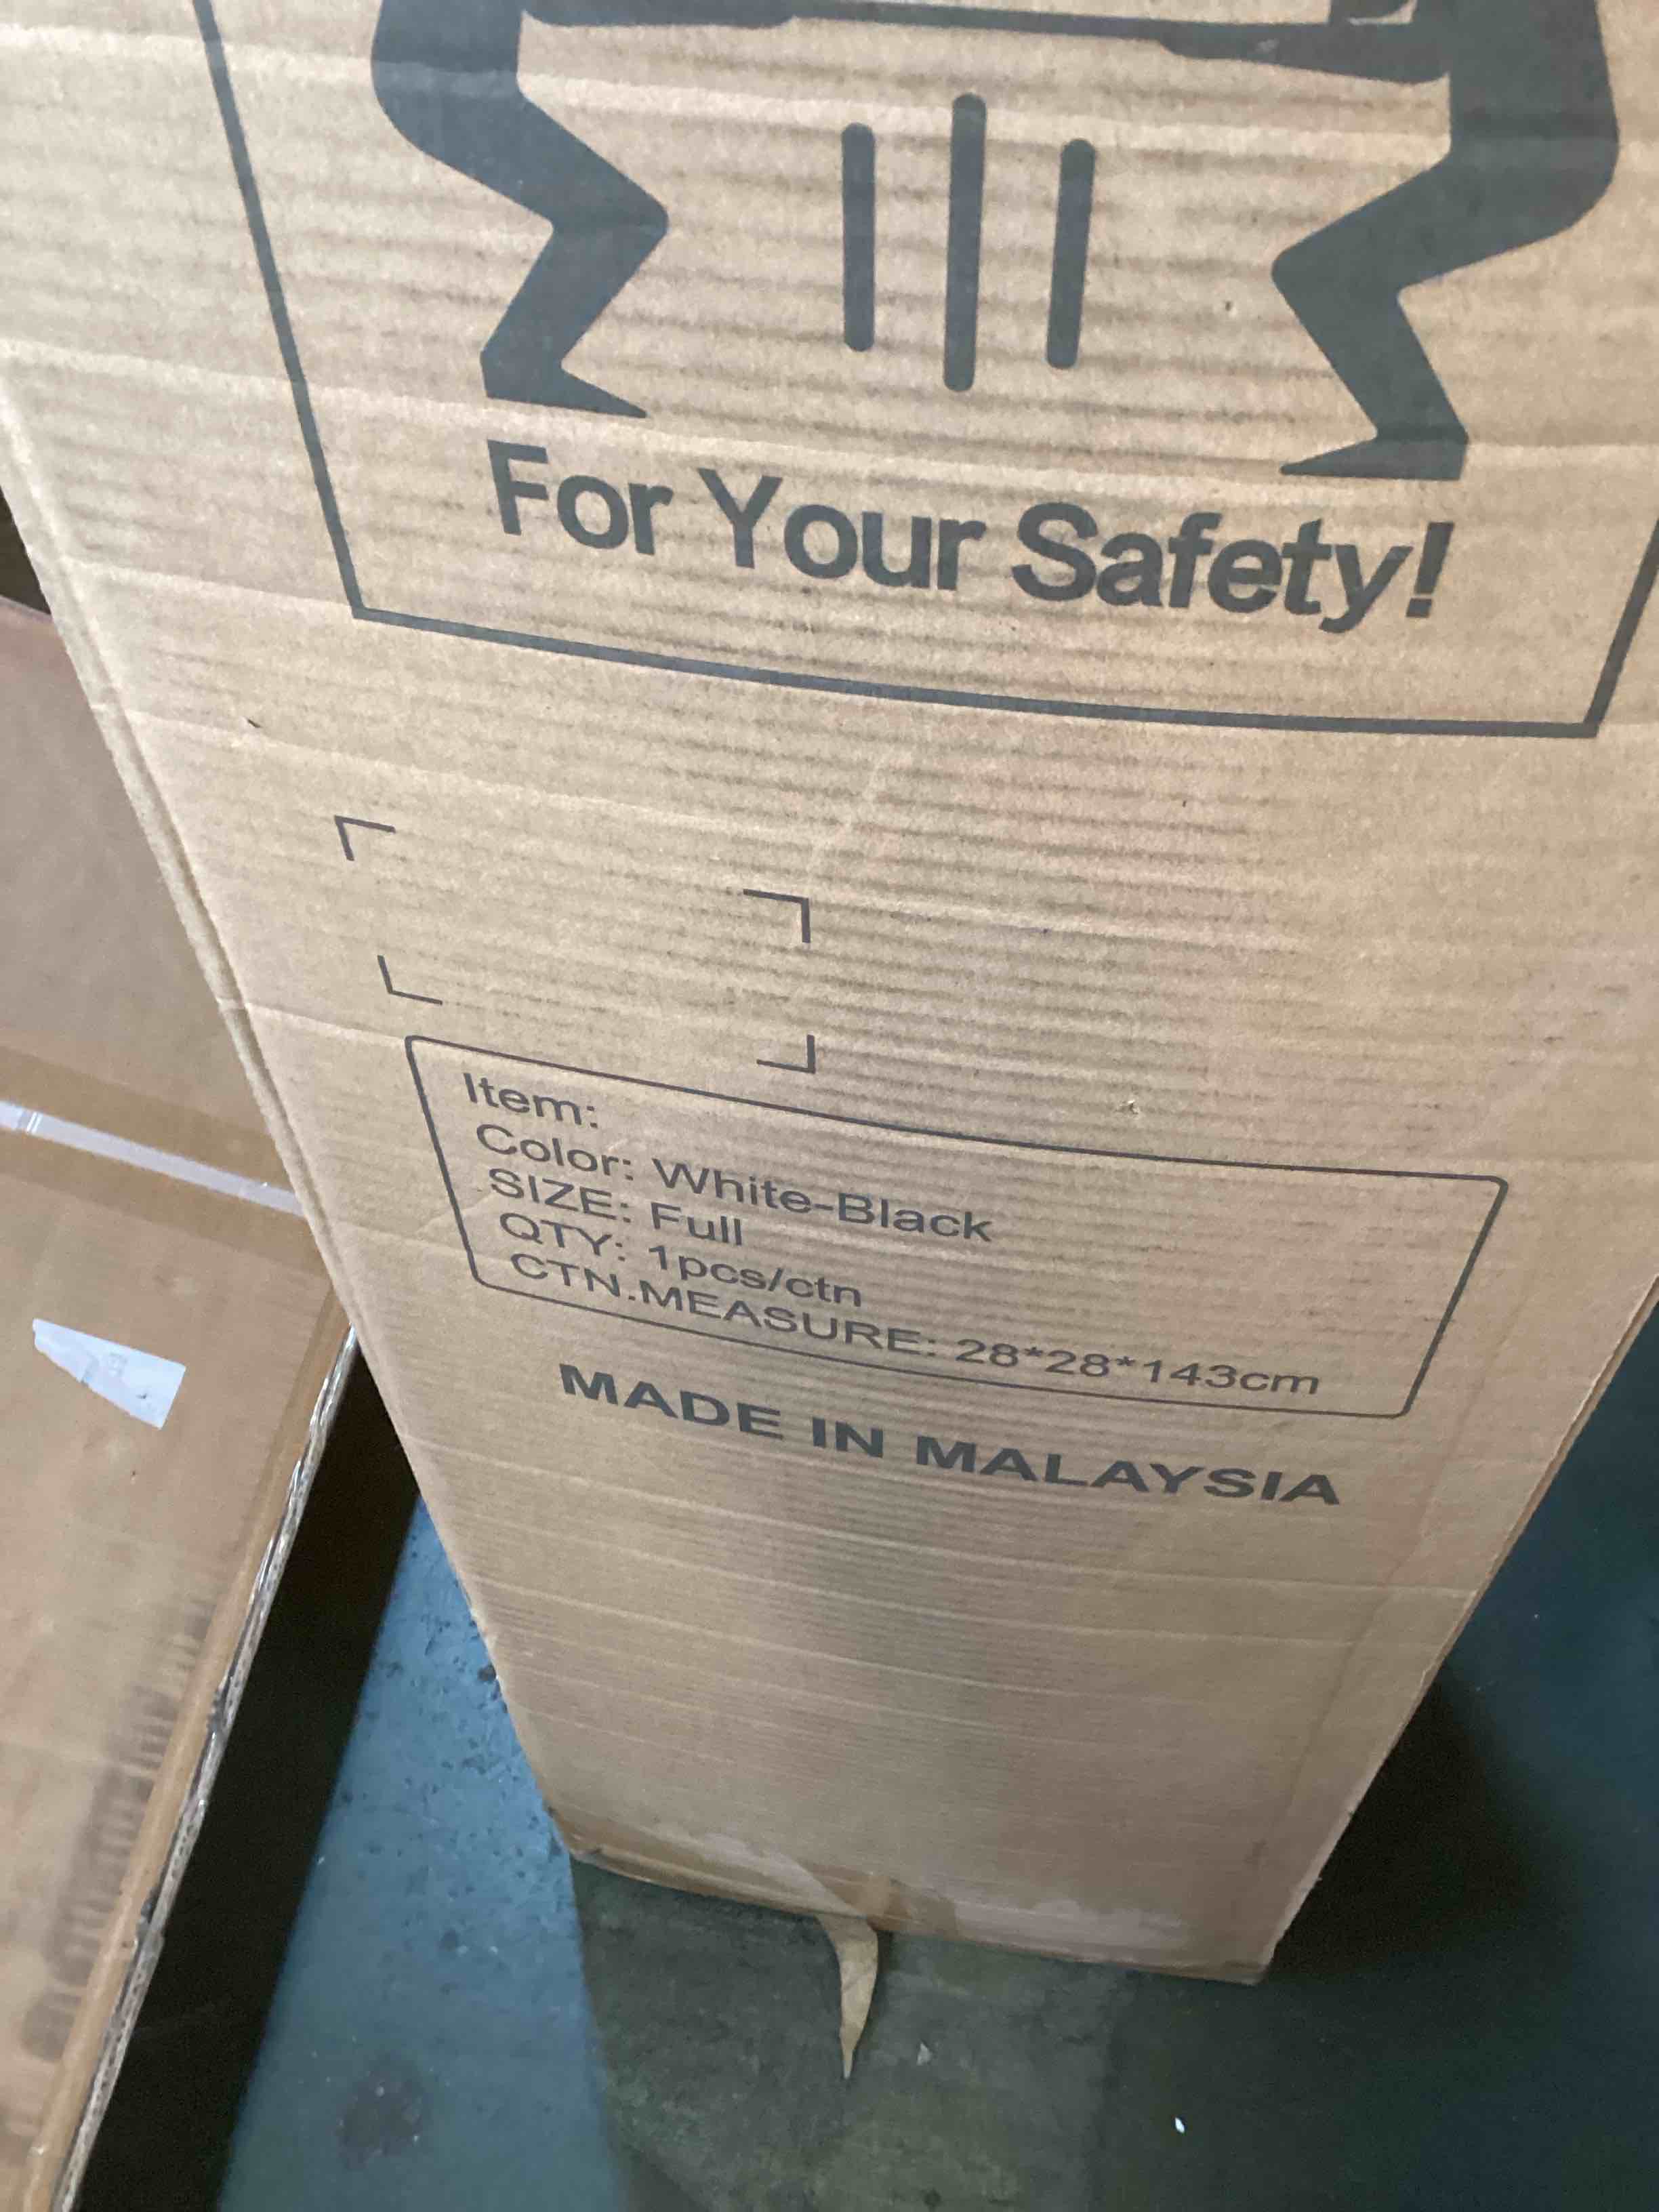 For Your Safety!
Item:
Color: White-Black
SIZE: Full
QTY: 1pcs/ctn
CTN.MEASURE: 28*28*143cm
MADE IN MALAYSIA